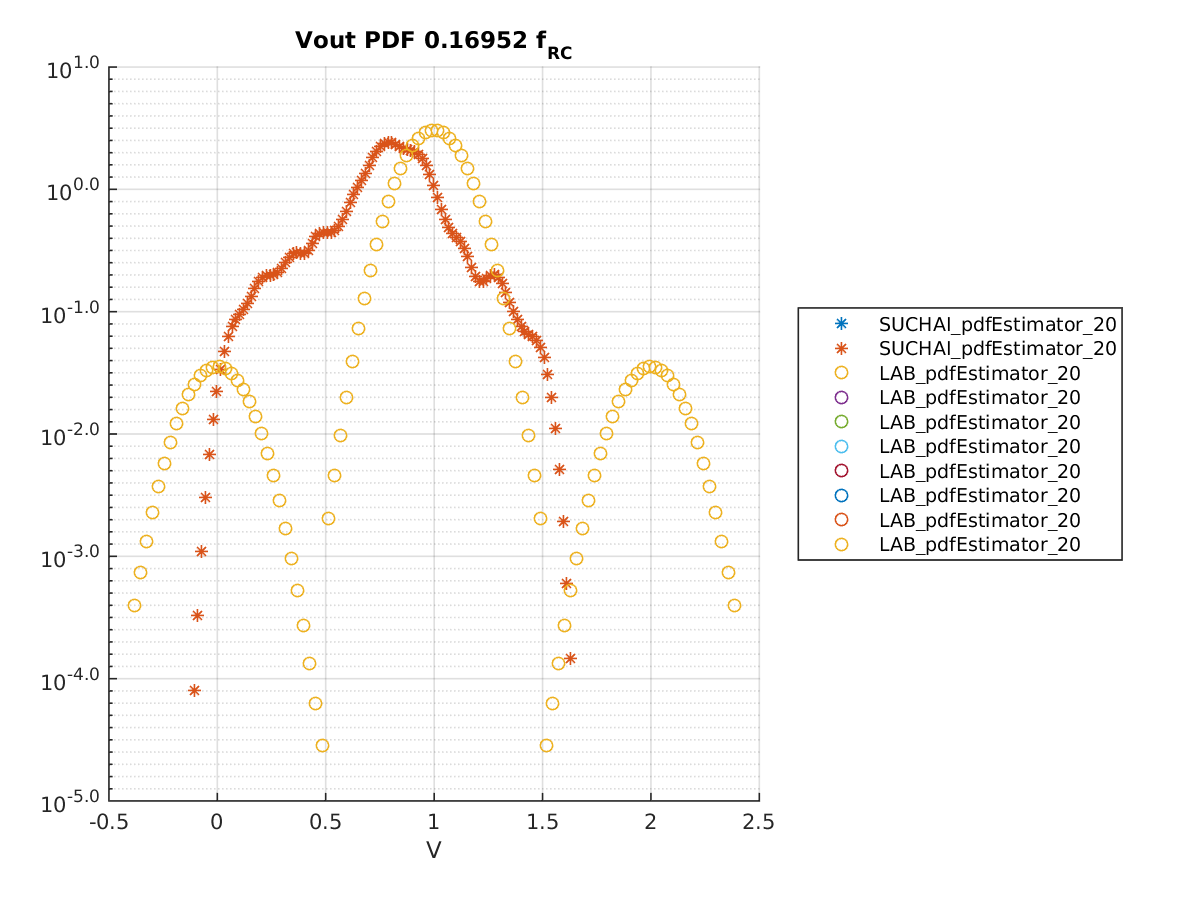 Vout PDF 0.16952 f_RC
10^1.0
10^0.0
10^-1.0
10^-2.0
10^-3.0
10^-4.0
10^-5.0
-0.5 0 0.5 1 1.5 2 2.5
V
SUCHAI_pdfEstimator_20
SUCHAI_pdfEstimator_20
LAB_pdfEstimator_20
LAB_pdfEstimator_20
LAB_pdfEstimator_20
LAB_pdfEstimator_20
LAB_pdfEstimator_20
LAB_pdfEstimator_20
LAB_pdfEstimator_20
LAB_pdfEstimator_20